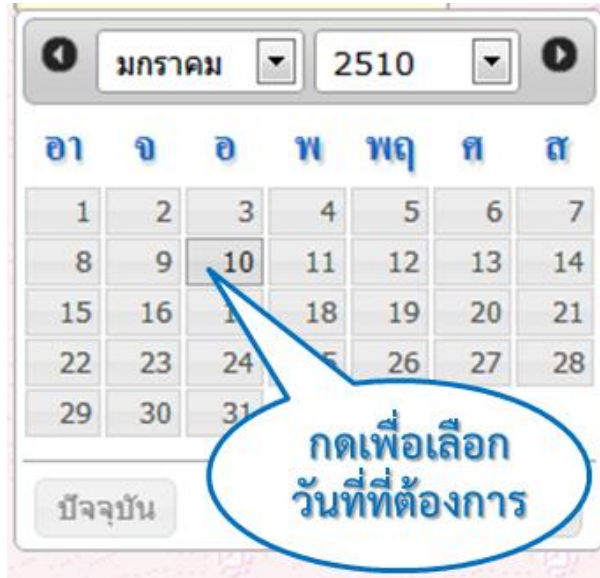 มกราคม 2510
อา จ อ พ พฤ ศ ส
1 2 3 4 5 6 7
8 9 10 11 12 13 14
15 16 18 19 20 21
22 23 24 26 27 28
29 30 31
กดเพื่อเลือก
วันที่ที่ต้องการ
ปัจจุบัน